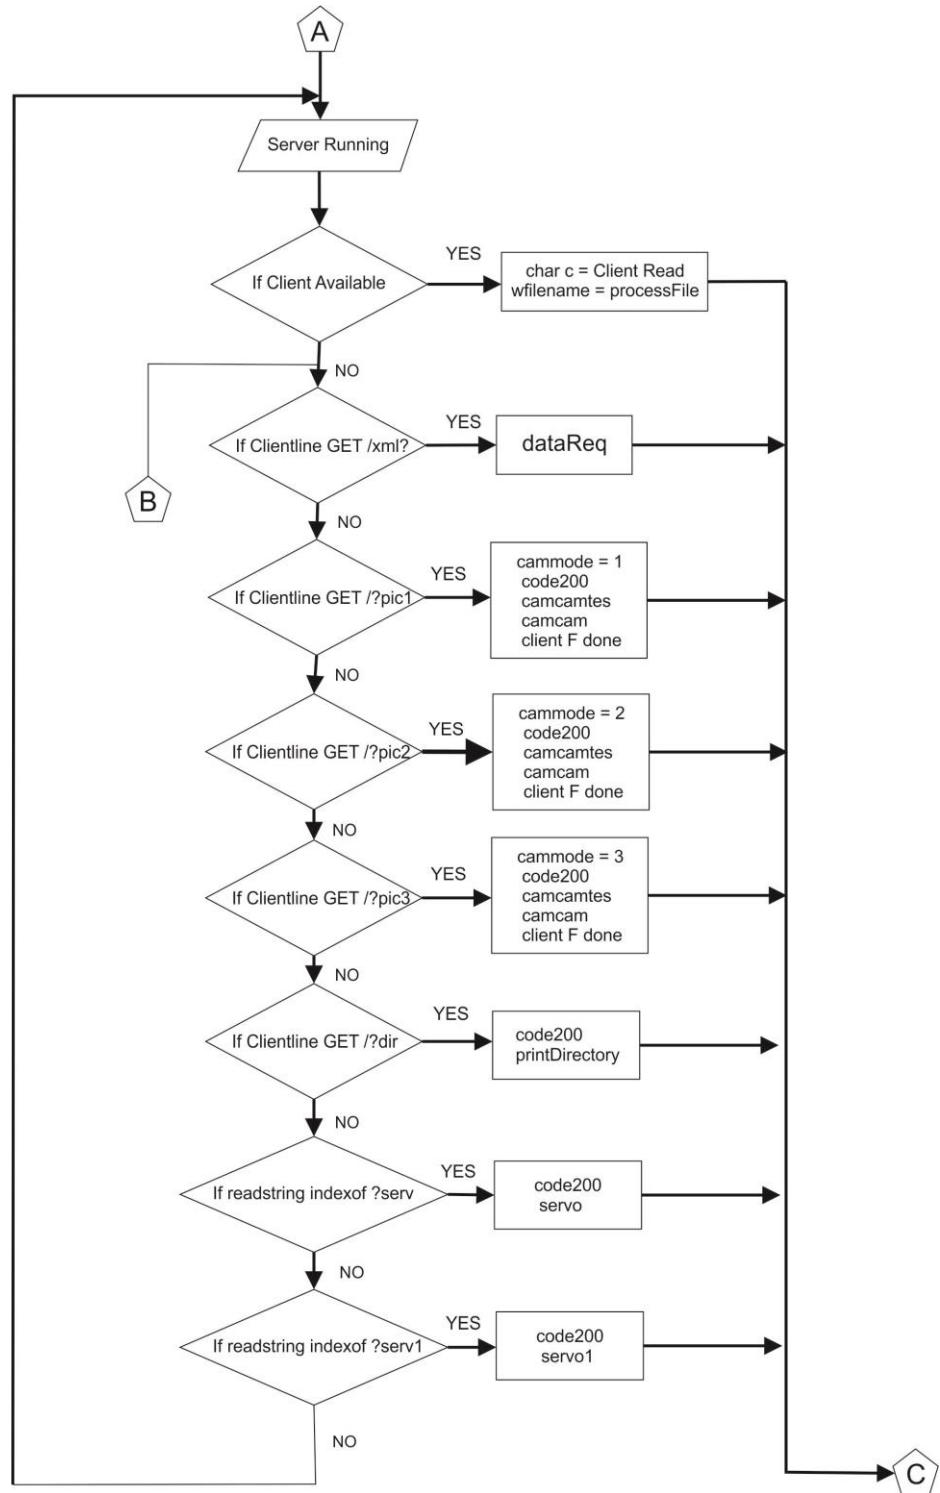 A
Server Running
If Client Available
YES
char c = Client Read
wfilename = processFile
NO
If Clientline GET /xml?
YES
dataReq
B
NO
If Clientline GET /?pic1
YES
cammode = 1
code200
camcamtes
camcam
client F done
NO
If Clientline GET /?pic2
YES
cammode = 2
code200
camcamtes
camcam
client F done
NO
If Clientline GET /?pic3
YES
cammode = 3
code200
camcamtes
camcam
client F done
NO
If Clientline GET /?dir
YES
code200
printDirectory
NO
If readstring indexof ?serv
YES
code200
servo
NO
If readstring indexof ?serv1
YES
code200
servo1
NO
C